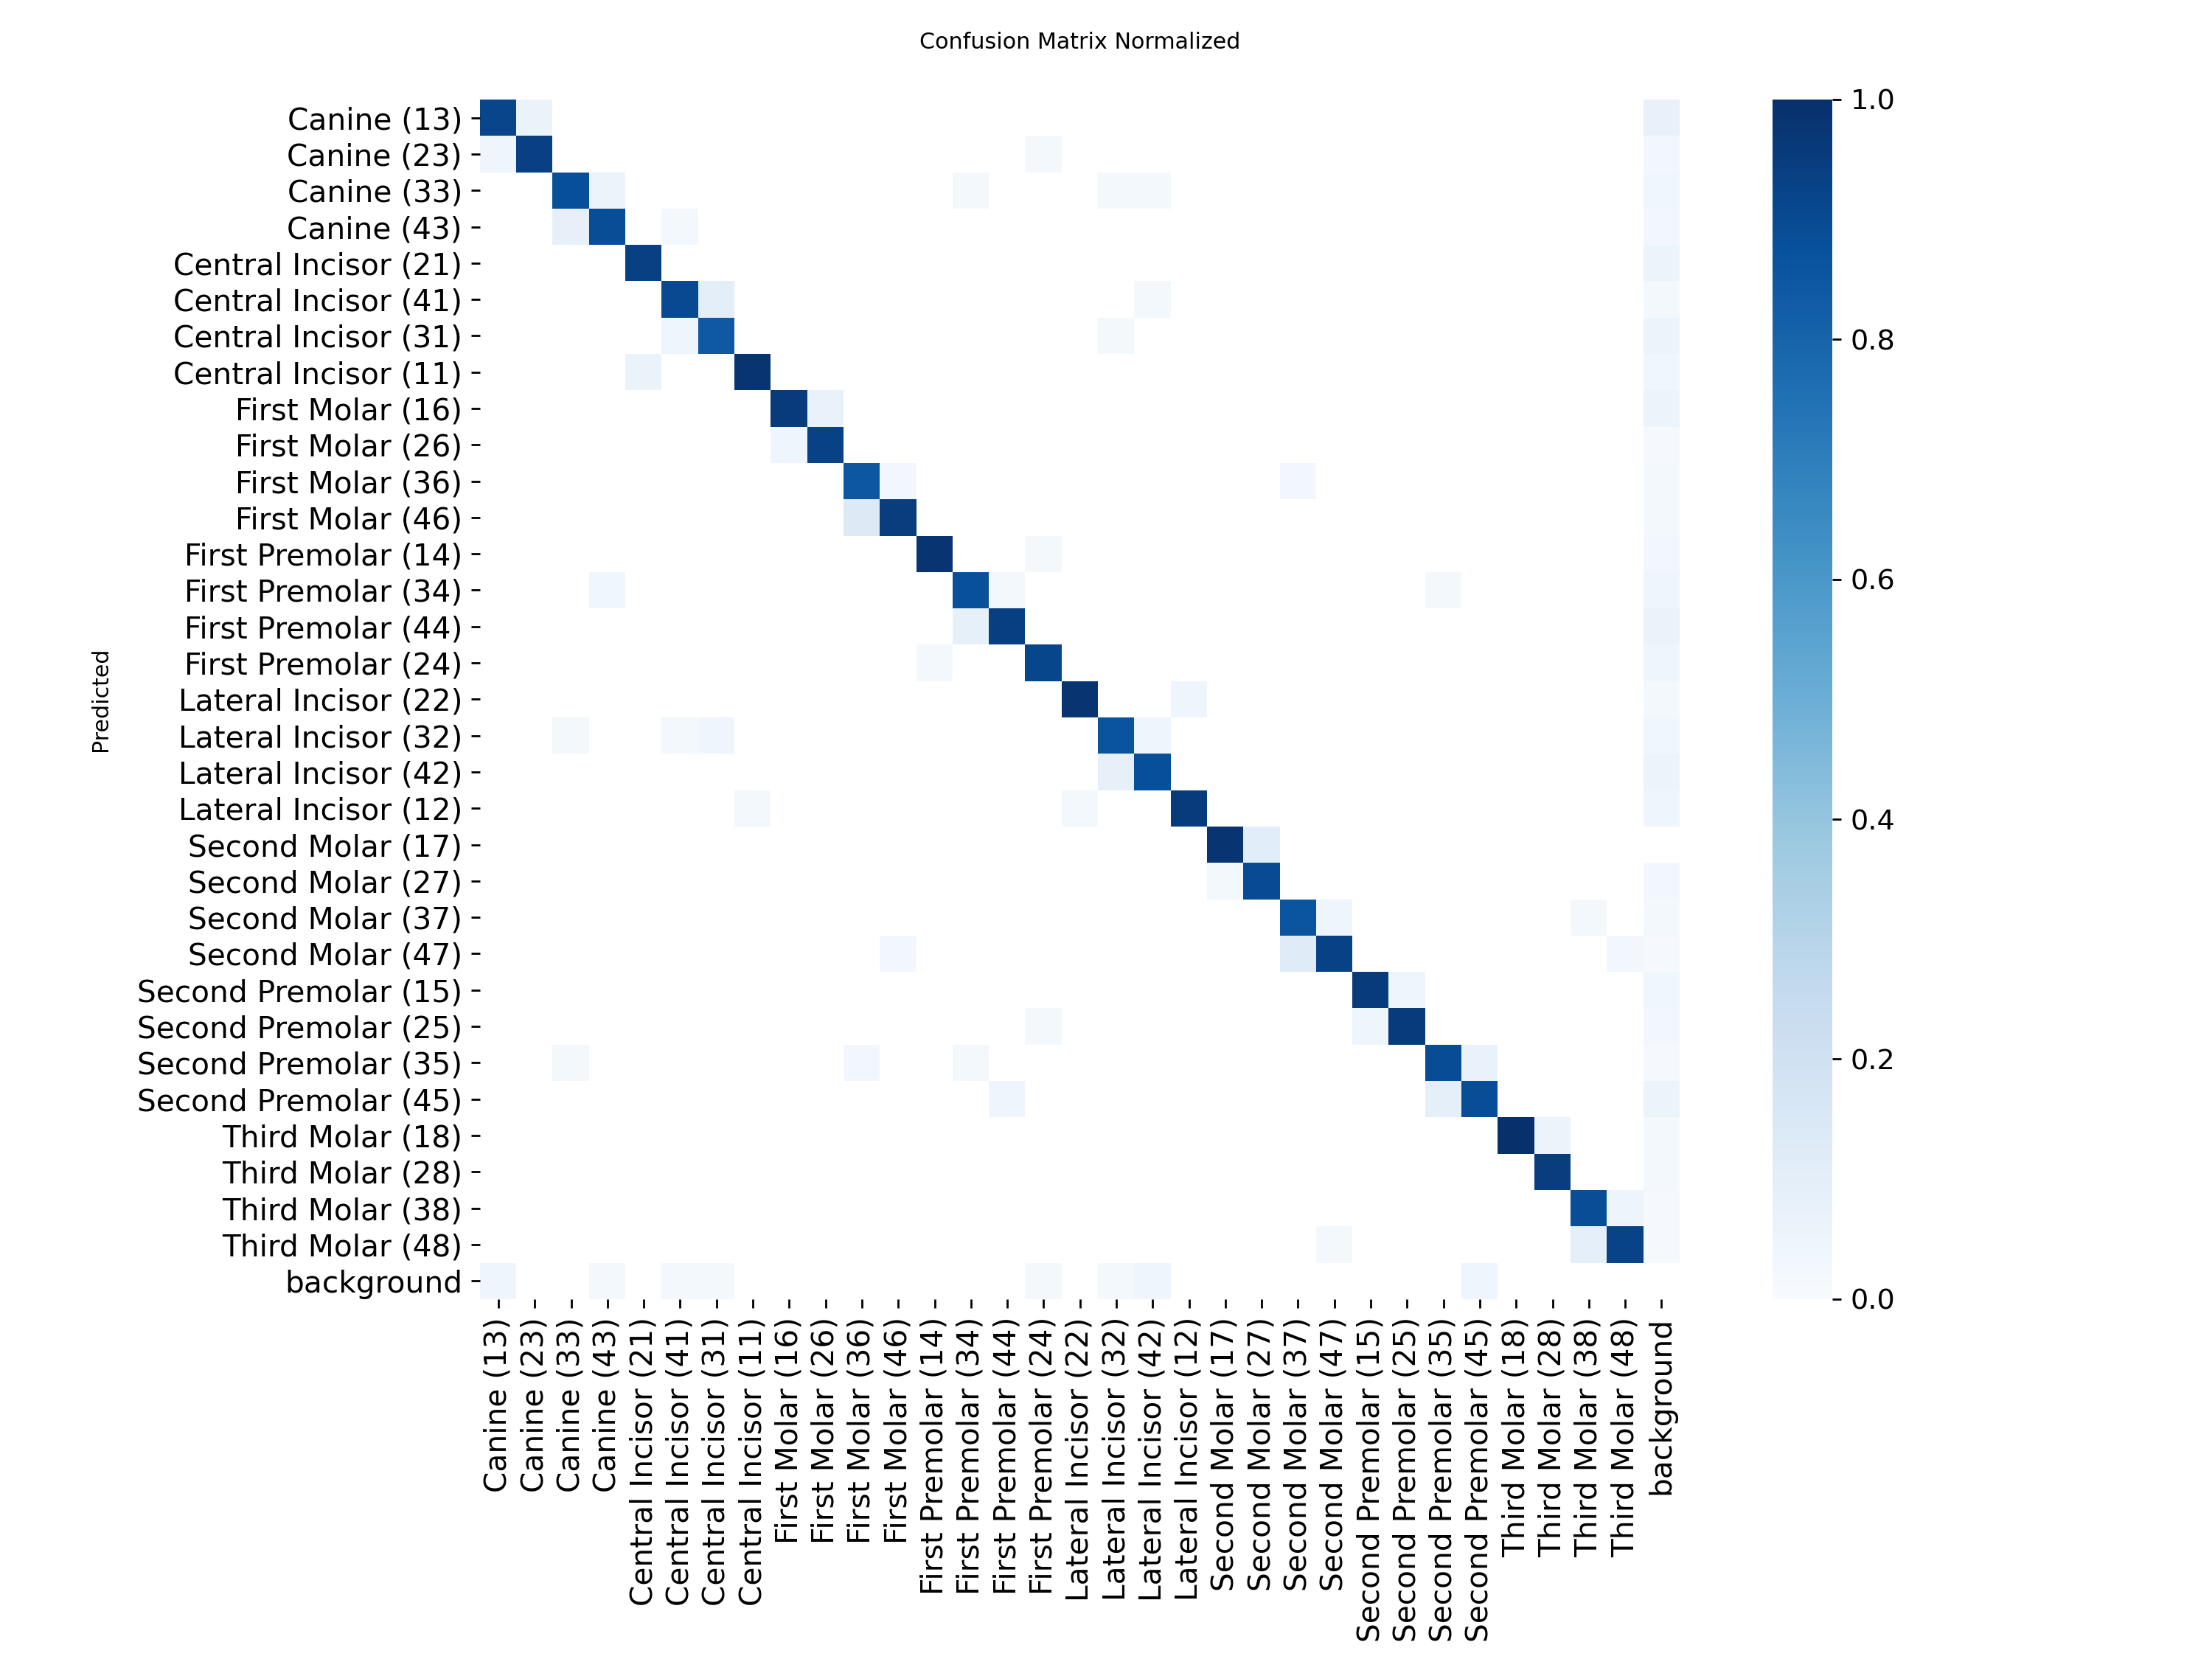 Confusion Matrix Normalized
Predicted
Canine (13)
Canine (23)
Canine (33)
Canine (43)
Central Incisor (21)
Central Incisor (41)
Central Incisor (31)
Central Incisor (11)
First Molar (16)
First Molar (26)
First Molar (36)
First Molar (46)
First Premolar (14)
First Premolar (34)
First Premolar (44)
First Premolar (24)
Lateral Incisor (22)
Lateral Incisor (32)
Lateral Incisor (42)
Lateral Incisor (12)
Second Molar (17)
Second Molar (27)
Second Molar (37)
Second Molar (47)
Second Premolar (15)
Second Premolar (25)
Second Premolar (35)
Second Premolar (45)
Third Molar (18)
Third Molar (28)
Third Molar (38)
Third Molar (48)
background
Canine (13)
Canine (23)
Canine (33)
Canine (43)
Central Incisor (21)
Central Incisor (41)
Central Incisor (31)
Central Incisor (11)
First Molar (16)
First Molar (26)
First Molar (36)
First Molar (46)
First Premolar (14)
First Premolar (34)
First Premolar (44)
First Premolar (24)
Lateral Incisor (22)
Lateral Incisor (32)
Lateral Incisor (42)
Lateral Incisor (12)
Second Molar (17)
Second Molar (27)
Second Molar (37)
Second Molar (47)
Second Premolar (15)
Second Premolar (25)
Second Premolar (35)
Second Premolar (45)
Third Molar (18)
Third Molar (28)
Third Molar (38)
Third Molar (48)
background
1.0
0.8
0.6
0.4
0.2
0.0